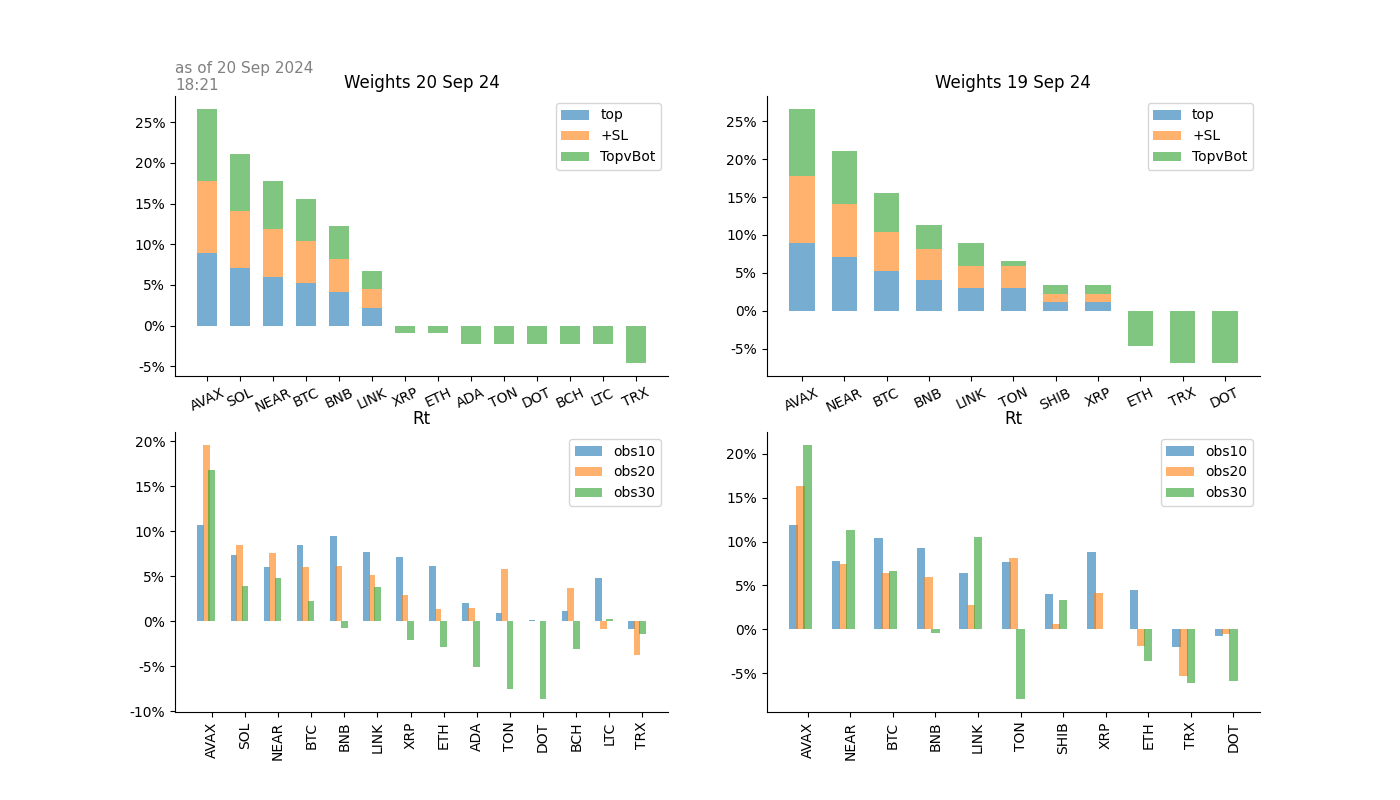 as of 20 Sep 2024
18:21
Weights 20 Sep 24
25%
20%
15%
10%
5%
0%
-5%
top
+SL
TopvBot
AVAX SOL NEAR BTC BNB LINK XRP ETH ADA TON DOT BCH LTC TRX
Weights 19 Sep 24
25%
20%
15%
10%
5%
0%
-5%
top
+SL
TopvBot
AVAX NEAR BTC BNB LINK TON SHIB XRP ETH TRX DOT
Rt
20%
15%
10%
5%
0%
-5%
-10%
obs10
obs20
obs30
AVAX SOL NEAR BTC BNB LINK XRP ETH ADA TON DOT BCH LTC TRX
Rt
20%
15%
10%
5%
0%
-5%
obs10
obs20
obs30
AVAX NEAR BTC BNB LINK TON SHIB XRP ETH TRX DOT